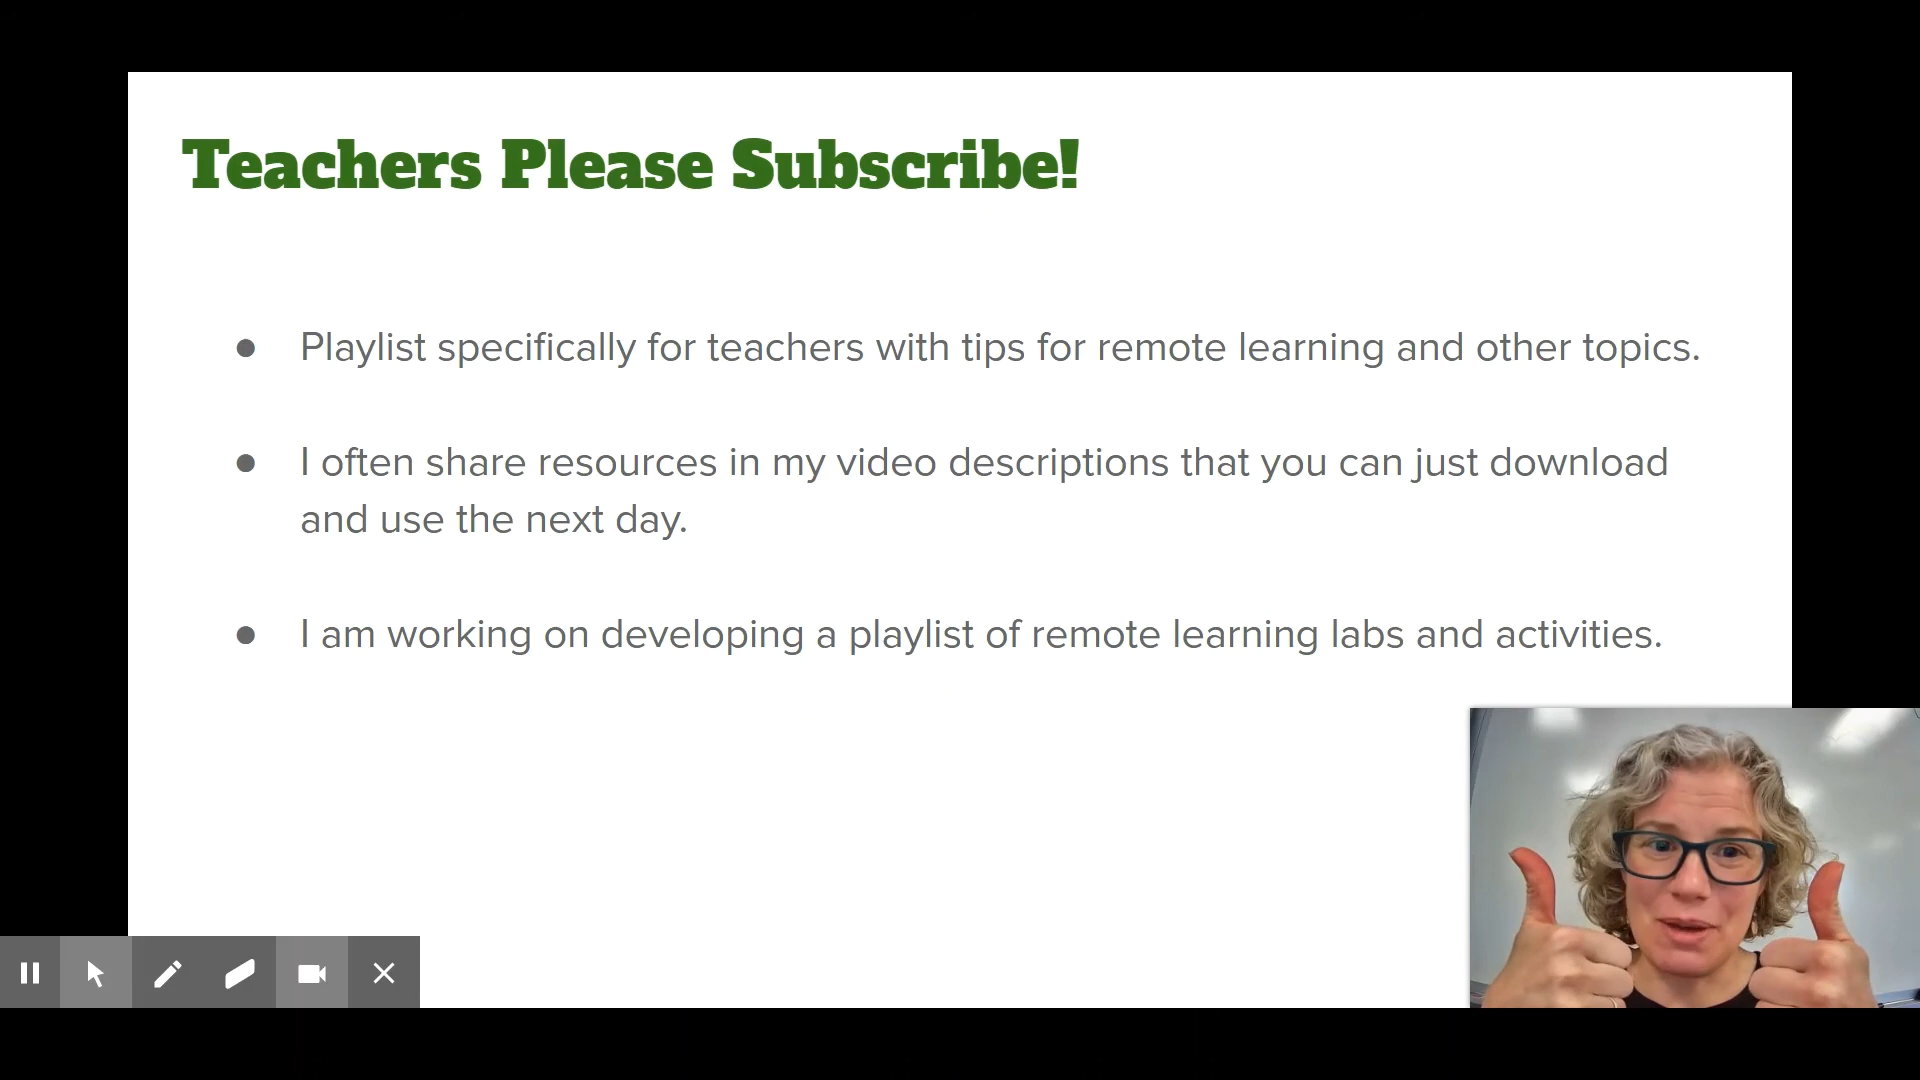 Teachers Please Subscribe!
● Playlist specifically for teachers with tips for remote learning and other topics.
● I often share resources in my video descriptions that you can just download
and use the next day.
● I am working on developing a playlist of remote learning labs and activities.